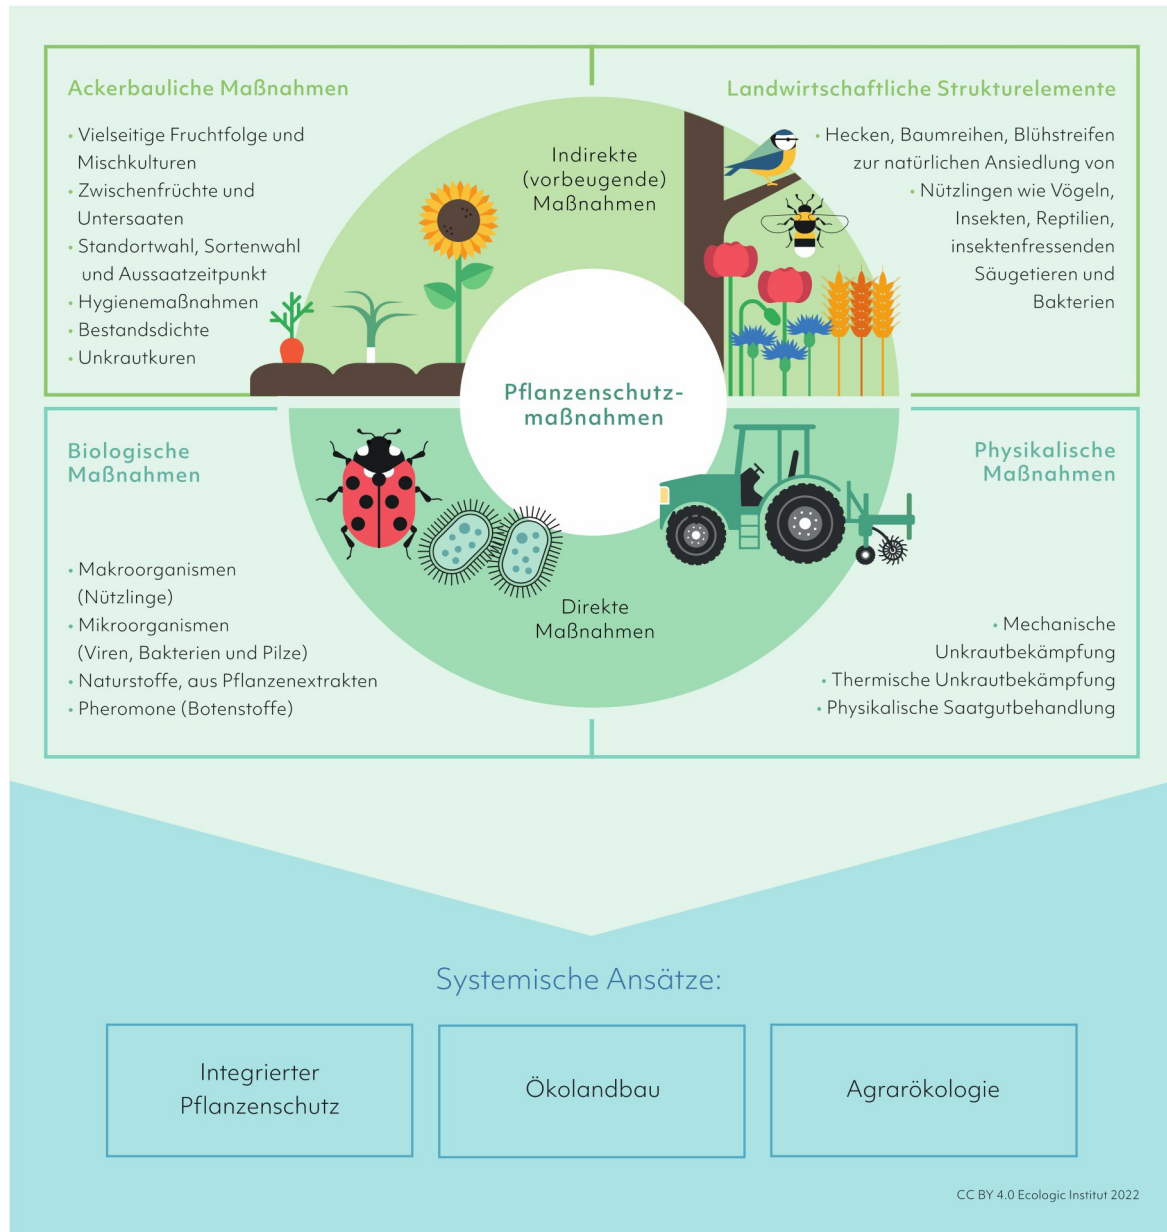 Ackerbauliche Maßnahmen
• Vielseitige Fruchtfolge und
Mischkulturen
• Zwischenfrüchte und
Untersaaten
• Standortwahl, Sortenwahl
und Aussaatzeitpunkt
• Hygienemaßnahmen
• Bestandsdichte
• Unkrautkuren
Indirekte
(vorbeugende)
Maßnahmen
Landwirtschaftliche Strukturelemente
• Hecken, Baumreihen, Blühstreifen
zur natürlichen Ansiedlung von
• Nützlingen wie Vögeln,
Insekten, Reptilien,
insektenfressenden
Säugetieren und
Bakterien
Pflanzenschutz-
maßnahmen
Biologische
Maßnahmen
• Makroorganismen
(Nützlinge)
• Mikroorganismen
(Viren, Bakterien und Pilze)
• Naturstoffe, aus Pflanzenextrakten
• Pheromone (Botenstoffe)
Direkte
Maßnahmen
Physikalische
Maßnahmen
• Mechanische
Unkrautbekämpfung
• Thermische Unkrautbekämpfung
• Physikalische Saatgutbehandlung
Systemische Ansätze:
Integrierter
Pflanzenschutz
Ökolandbau
Agrarökologie
CC BY 4.0 Ecologic Institut 2022